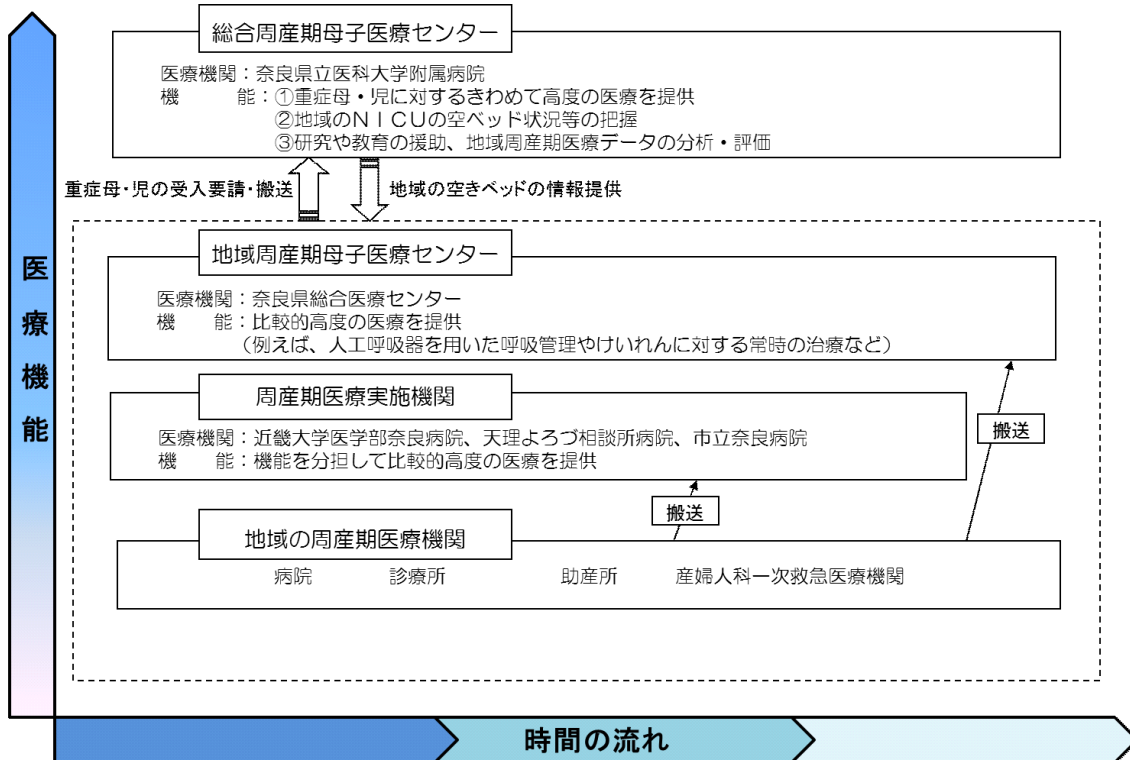 総合周産期母子医療センター
医療機関：奈良県立医科大学附属病院
機　　　能：①重症母・児に対するきわめて高度の医療を提供
②地域のＮＩＣＵの空ベッド状況等の把握
③研究や教育の援助、地域周産期医療データの分析・評価
重症母・児の受入要請・搬送
地域の空きベッドの情報提供
地域周産期母子医療センター
医療機関：奈良県総合医療センター
機　　能：比較的高度の医療を提供
（例えば、人工呼吸器を用いた呼吸管理やけいれんに対する常時の治療など）
周産期医療実施機関
医療機関：近畿大学医学部奈良病院、天理よろづ相談所病院、市立奈良病院
機　　能：機能を分担して比較的高度の医療を提供
搬送
搬送
地域の周産期医療機関
病院　　　診療所　　　　　助産所　　　産婦人科一次救急医療機関
医療機能
時間の流れ